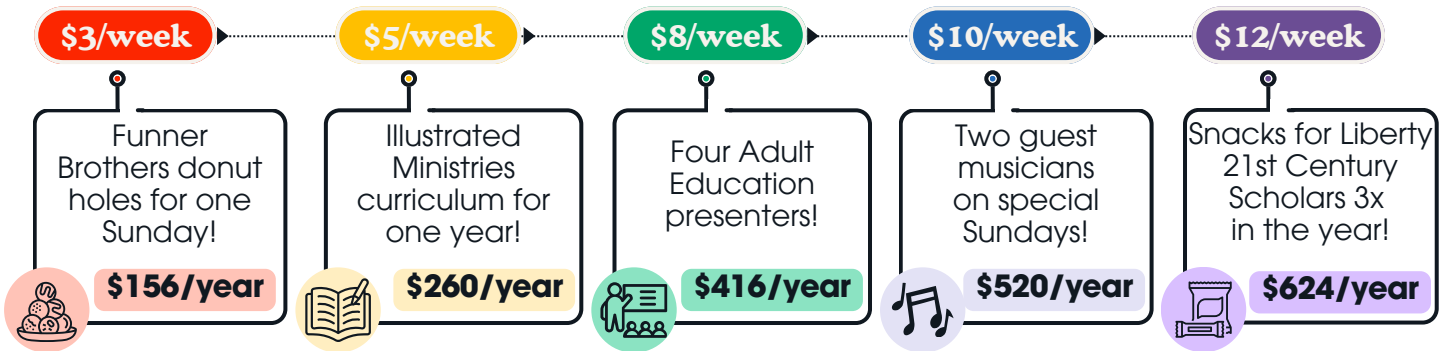 $3/week
$5/week
$8/week
$10/week
$12/week
Funner
Brothers donut
holes for one
Sunday!
$156/year
Illustrated
Ministries
curriculum for
one year!
$260/year
Four Adult
Education
presenters!
$416/year
Two guest
musicians
on special
Sundays!
$520/year
Snacks for Liberty
21st Century
Scholars 3x
in the year!
$624/year